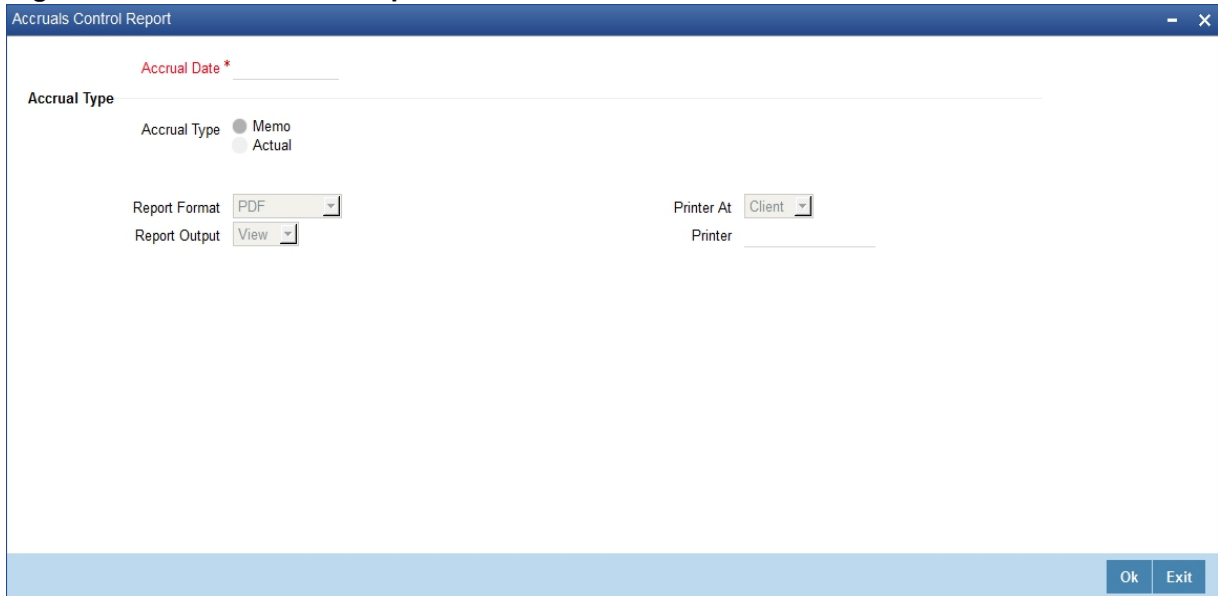 Accruals Control Report
Accrual Date *
Accrual Type
Accrual Type Memo
Actual
Report Format PDF Printer At Client
Report Output View Printer
Ok Exit